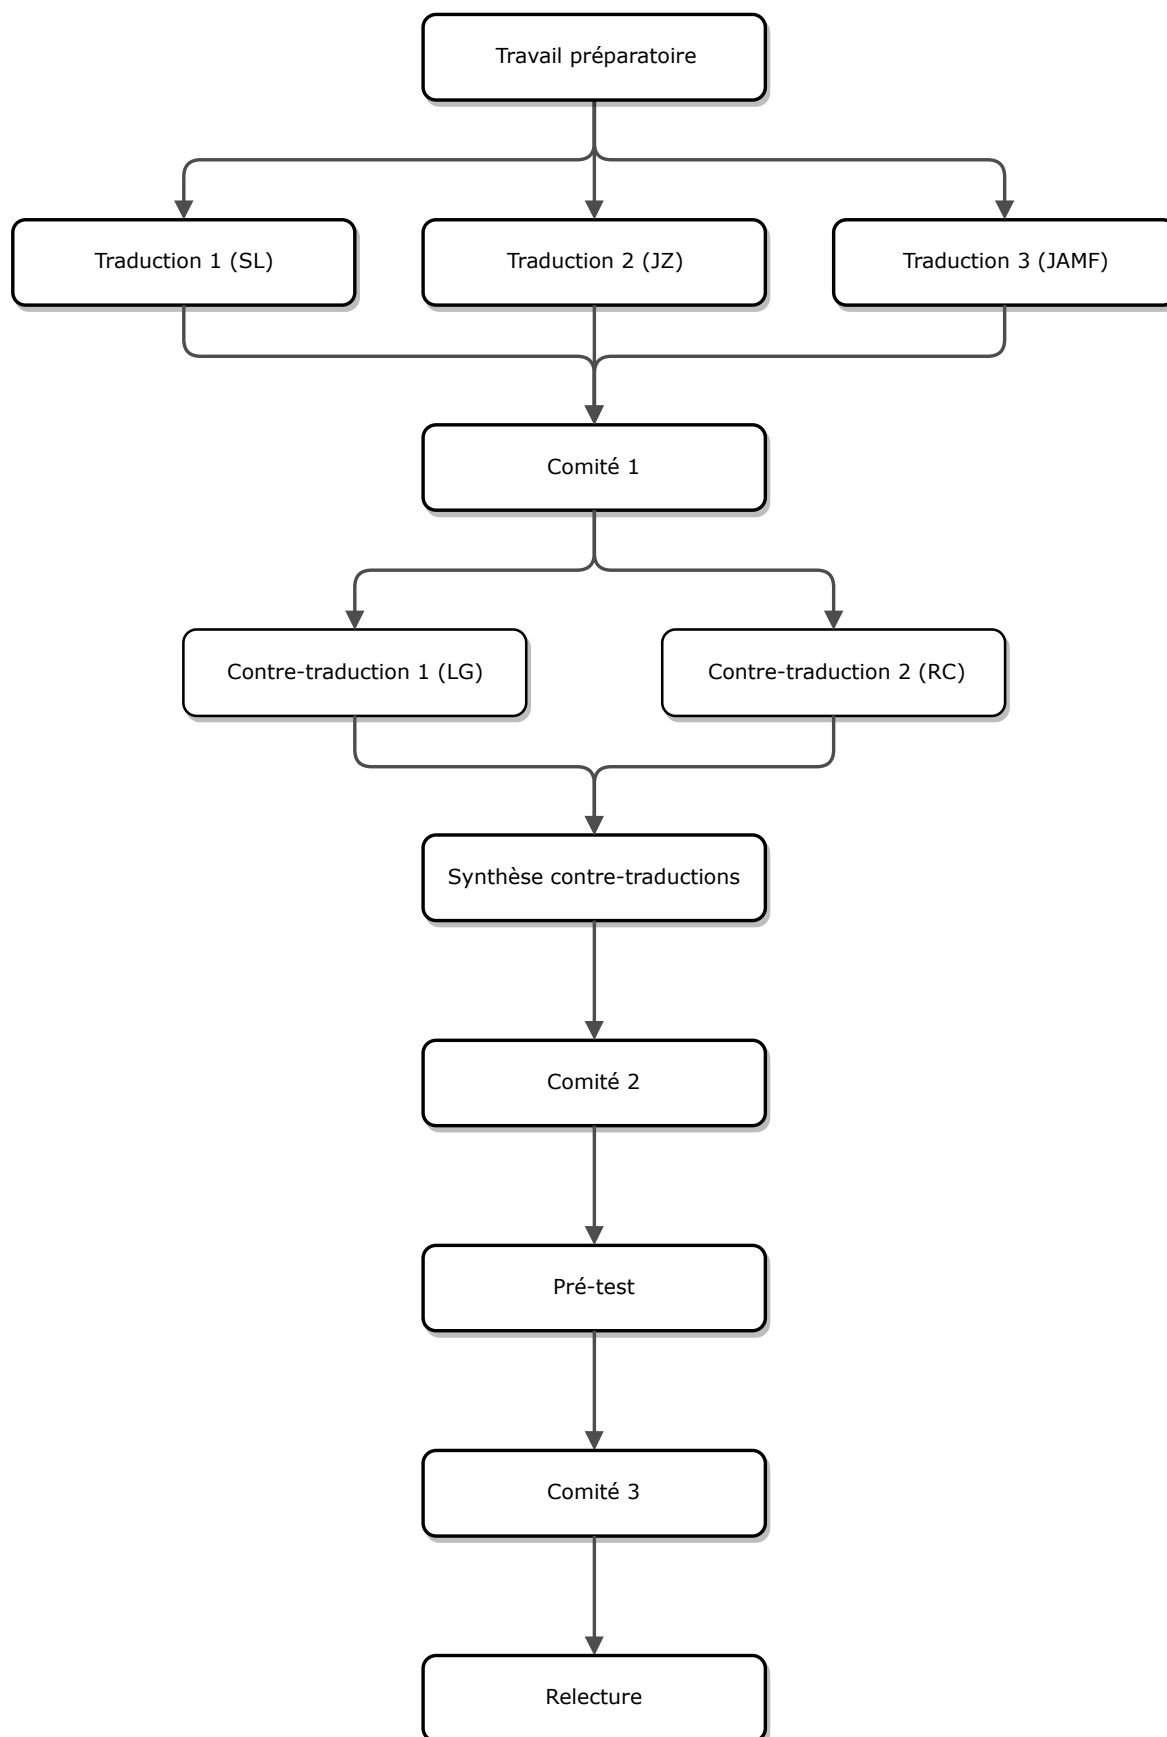 Travail préparatoire
Traduction 1 (SL)
Traduction 2 (JZ)
Traduction 3 (JAMF)
Comité 1
Contre-traduction 1 (LG)
Contre-traduction 2 (RC)
Synthèse contre-traductions
Comité 2
Pré-test
Comité 3
Relecture